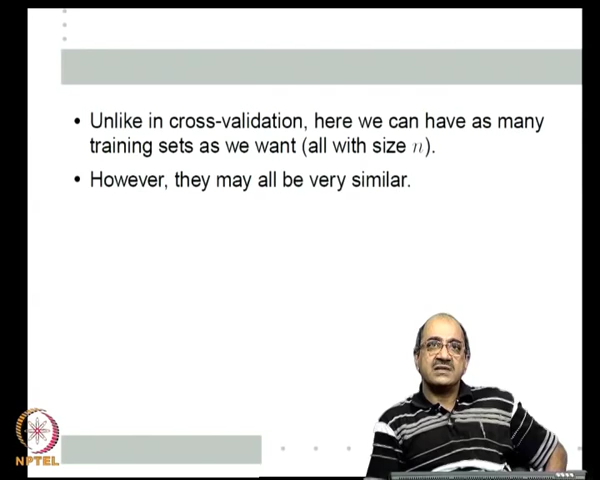 • Unlike in cross-validation, here we can have as many
training sets as we want (all with size n).
• However, they may all be very similar.
NPTEL